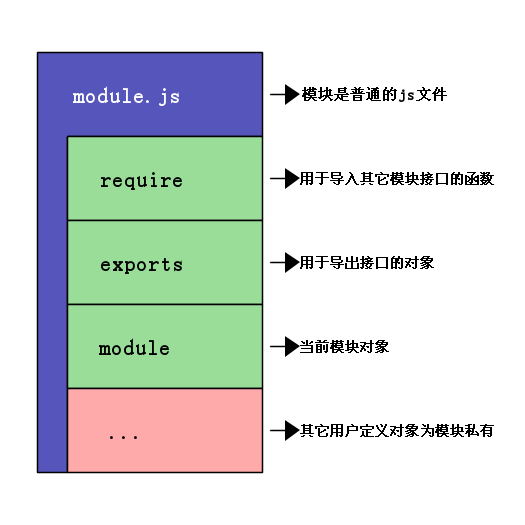 module.js
模块是普通的js文件
require
用于导入其它模块接口的函数
exports
用于导出接口的对象
module
当前模块对象
...
其它用户定义对象为模块私有